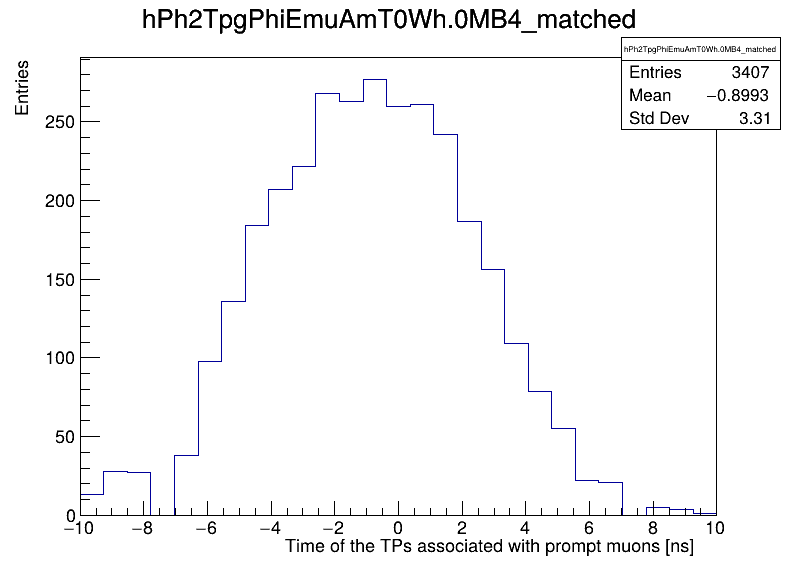 hPh2TpgPhiEmuAmT0Wh.0MB4_matched
hPh2TpgPhiEmuAmT0Wh.0MB4_matched
Entries 3407
Mean −0.8993
Std Dev 3.31
Entries
250
200
150
100
50
0
−10 −8 −6 −4 −2 0 2 4 6 8 10
Time of the TPs associated with prompt muons [ns]